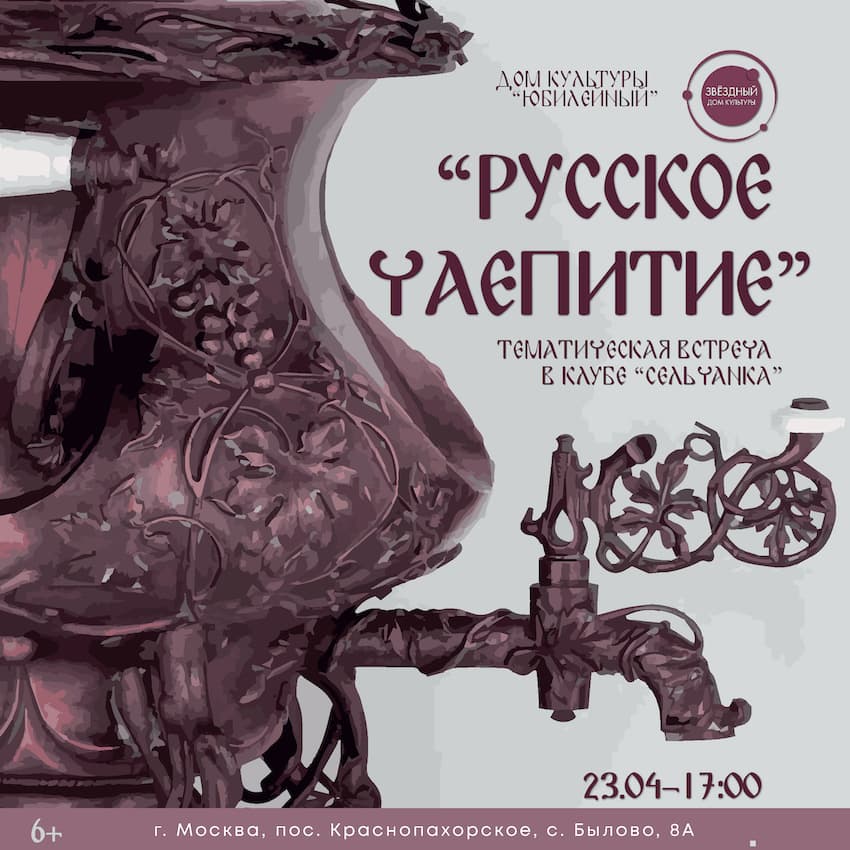 ДОМ КУЛЬТУРЫ
“ЮБИЛЕЙНЫЙ”
ЗВЁЗДНЫЙ
ДОМ КУЛЬТУРЫ
“РУССКОЕ
ЧАЕПИТИЕ”
ТЕМАТИЧЕСКАЯ ВСТРЕЧА
В КЛУБЕ “СЕЛЬЧАНКА”
23.04–17:00
6+
г. Москва, пос. Краснопахорское, с. Былово, 8А